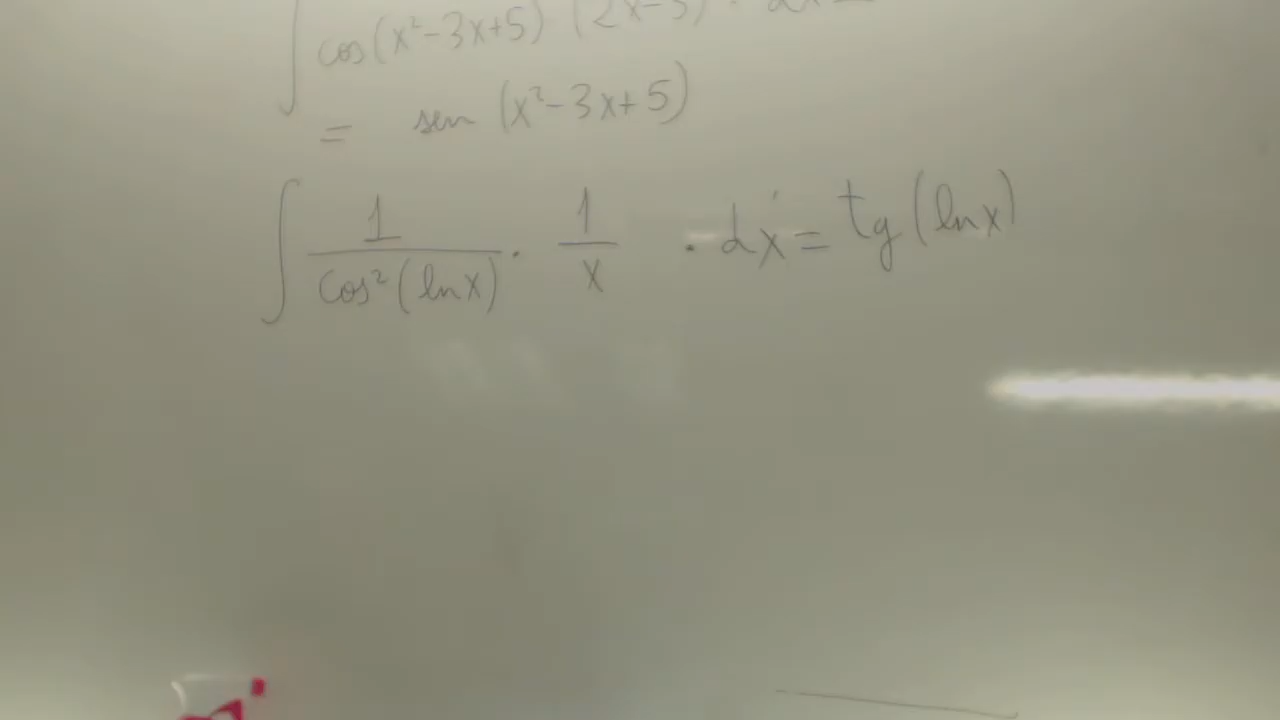 ∫ cos(x²-3x+5) (2x-3) · dx =
= sen (x²-3x+5)
∫ 1/cos²(ln x) · 1/x · dx = tg(ln x)